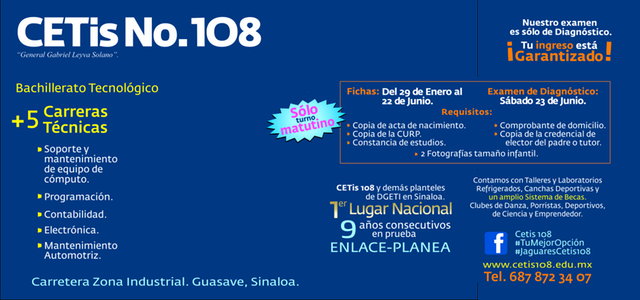 CETis No. 108
"General Gabriel Leyva Solano".
Bachillerato Tecnológico
+5 Carreras
Técnicas
Soporte y
mantenimiento
de equipo de
cómputo.
Programación.
Contabilidad.
Electrónica.
Mantenimiento
Automotriz.
Carretera Zona Industrial. Guasave, Sinaloa.
Sólo
turno
matutino
Nuestro examen
es sólo de Diagnóstico.
Tu ingreso está
¡Garantizado!
Fichas: Del 29 de Enero al
22 de Junio.
Examen de Diagnóstico:
Sábado 23 de Junio.
Requisitos:
Copia de acta de nacimiento.
Copia de la CURP.
Constancia de estudios.
Comprobante de domicilio.
Copia de la credencial de
elector del padre o tutor.
2 Fotografías tamaño infantil.
CETis 108 y demás planteles
de DGETI en Sinaloa.
1er Lugar Nacional
9 años consecutivos
en prueba
ENLACE-PLANEA
Contamos con Talleres y Laboratorios
Refrigerados, Canchas Deportivas y
un amplio Sistema de Becas.
Clubes de Danza, Porristas, Deportivos,
de Ciencia y Emprendedor.
f
Cetis 108
#TuMejorOpción
#JaguaresCetis108
www.cetis108.edu.mx
Tel. 687 872 34 07